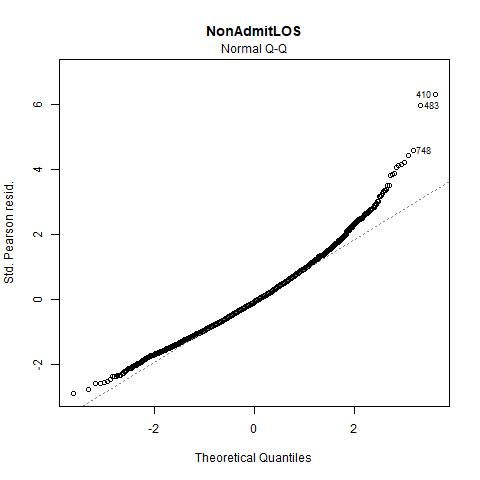 NonAdmitLOS
Normal Q-Q
410
483
748
6
4
2
0
-2
Std. Pearson resid.
-2
0
2
Theoretical Quantiles